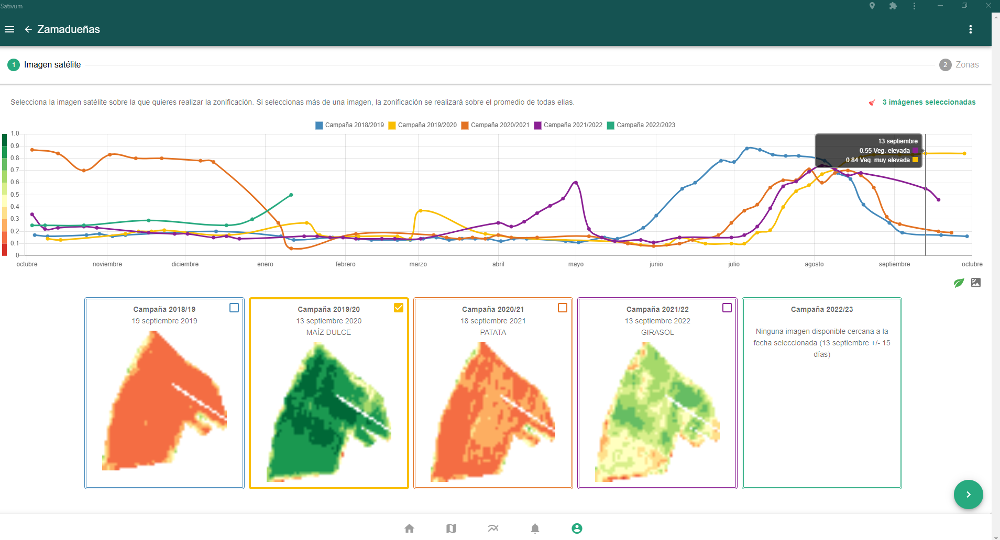 Sativum
Zamadueñas
1 Imagen satélite
2 Zonas
Selecciona la imagen satélite sobre la que quieres realizar la zonificación. Si seleccionas más de una imagen, la zonificación se realizará sobre el promedio de todas ellas.
3 imágenes seleccionadas
Campaña 2018/2019 Campaña 2019/2020 Campaña 2020/2021 Campaña 2021/2022 Campaña 2022/2023
1.0
0.9
0.8
0.7
0.6
0.5
0.4
0.3
0.2
0.1
0
13 septiembre
0.55 Veg. elevada
0.84 Veg. muy elevada
octubre noviembre diciembre enero febrero marzo abril mayo junio julio agosto septiembre octubre
Campaña 2018/19
19 septiembre 2019
Campaña 2019/20
13 septiembre 2020
MAÍZ DULCE
Campaña 2020/21
18 septiembre 2021
PATATA
Campaña 2021/22
13 septiembre 2022
GIRASOL
Campaña 2022/23
Ninguna imagen disponible cercana a la
fecha seleccionada (13 septiembre +/- 15
días)